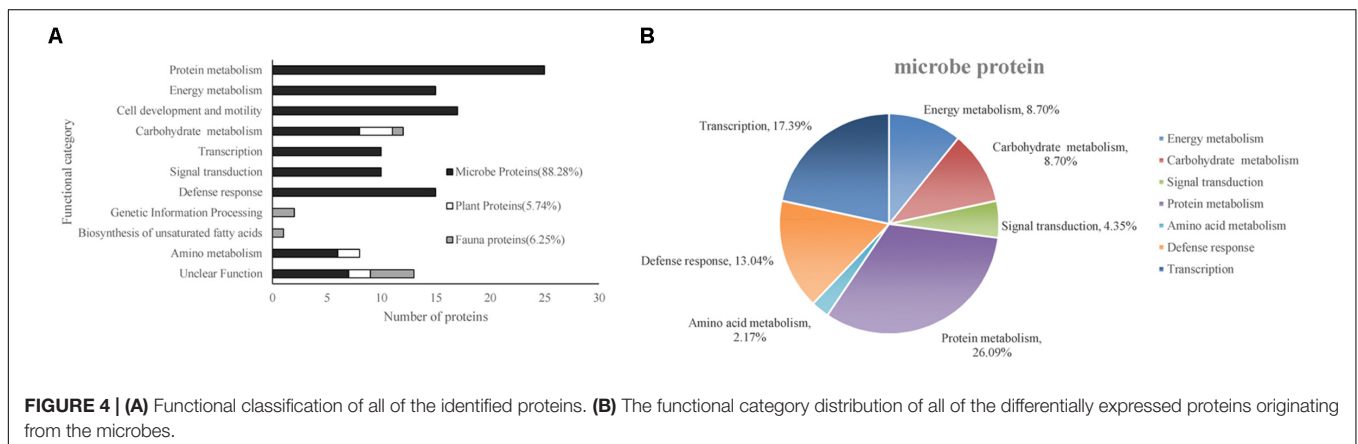 A
Functional category
Protein metabolism
Energy metabolism
Cell development and motility
Carbohydrate metabolism
Transcription
Signal transduction
Defense response
Genetic Information Processing
Biosynthesis of unsaturated fatty acids
Amino metabolism
Unclear Function
0 5 10 15 20 25 30
Number of proteins
Microbe Proteins(88.28%)
Plant Proteins(5.74%)
Fauna proteins(6.25%)
B
microbe protein
Energy metabolism, 8.70%
Carbohydrate metabolism,
8.70%
Signal transduction, 4.35%
Protein metabolism,
26.09%
Amino acid metabolism,
2.17%
Defense response, 13.04%
Transcription, 17.39%
Energy metabolism
Carbohydrate metabolism
Signal transduction
Protein metabolism
Amino acid metabolism
Defense response
Transcription
FIGURE 4 | (A) Functional classification of all of the identified proteins. (B) The functional category distribution of all of the differentially expressed proteins originating
from the microbes.